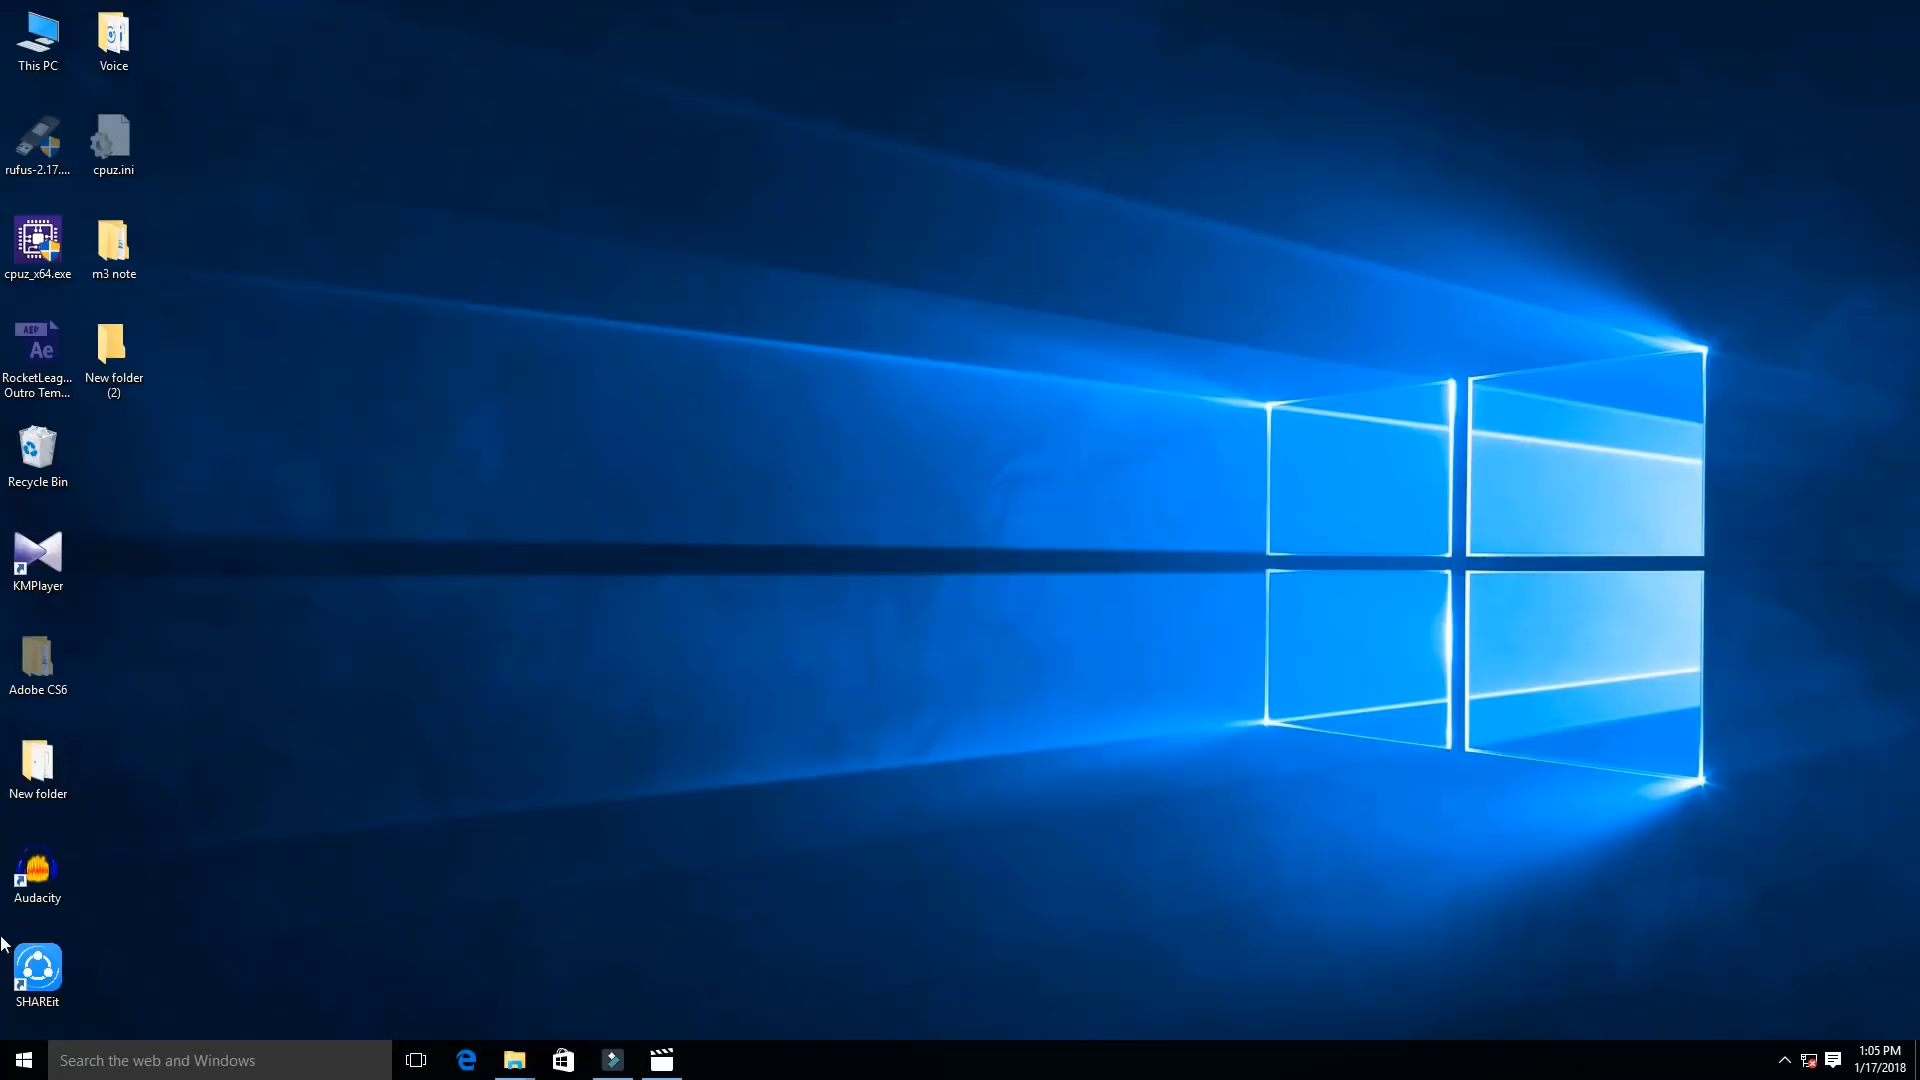 This PC
Voice
rufus-2.17....
cpuz.ini
cpuz_x64.exe
m3 note
AEP
Ae
RocketLeag...
Outro Tem...
New folder
(2)
Recycle Bin
KMPlayer
Adobe CS6
New folder
Audacity
SHAREit
Search the web and Windows
1:05 PM
1/17/2018